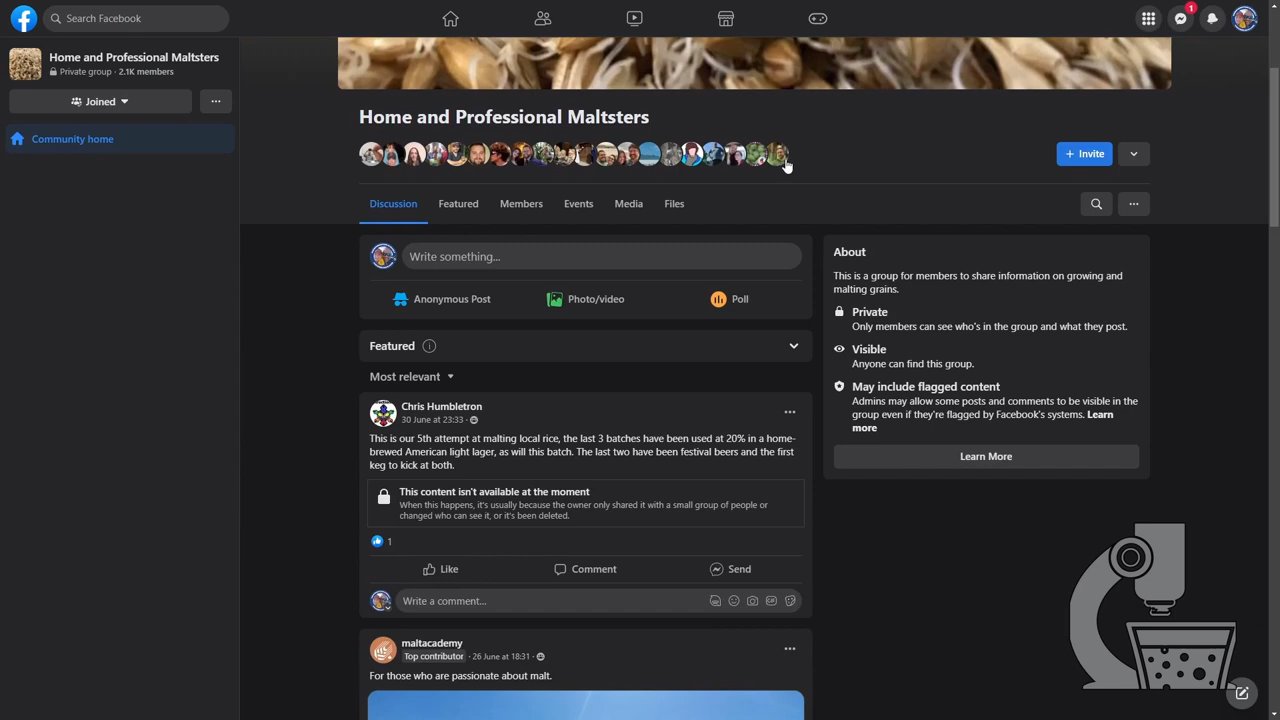 Search Facebook
1
Home and Professional Maltsters
Private group · 2.1K members
Joined
Community home
Home and Professional Maltsters
+ Invite
Discussion
Featured
Members
Events
Media
Files
Write something...
Anonymous Post
Photo/video
Poll
Featured
Most relevant
Chris Humbletron
30 June at 23:33 ·
This is our 5th attempt at malting local rice, the last 3 batches have been used at 20% in a home-
brewed American light lager, as will this batch. The last two have been festival beers and the first
keg to kick at both.
This content isn't available at the moment
When this happens, it's usually because the owner only shared it with a small group of people or
changed who can see it, or it's been deleted.
1
Like
Comment
Send
Write a comment...
GIF
maltacademy
Top contributor · 26 June at 18:31 ·
For those who are passionate about malt.
About
This is a group for members to share information on growing and
malting grains.
Private
Only members can see who's in the group and what they post.
Visible
Anyone can find this group.
May include flagged content
Admins may allow some posts and comments to be visible in the
group even if they're flagged by Facebook's systems. Learn
more
Learn More